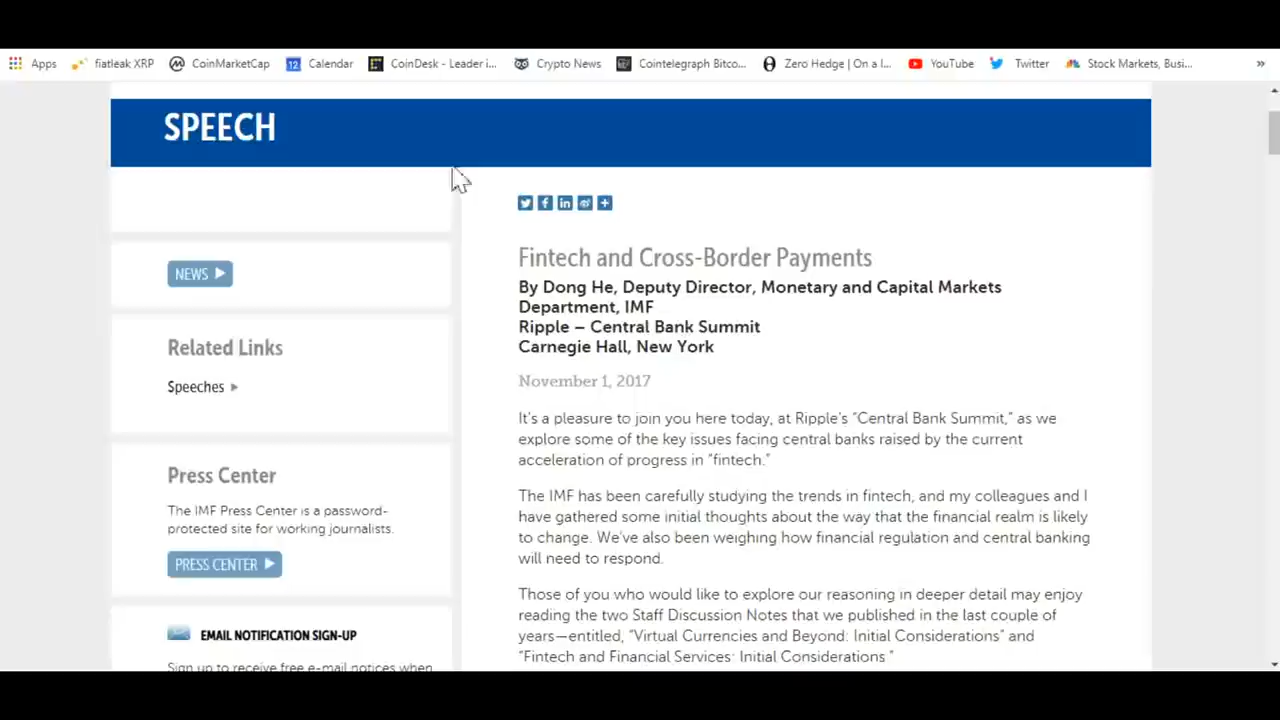 Apps
fiatleak XRP
CoinMarketCap
12
Calendar
CoinDesk - Leader i...
Crypto News
Cointelegraph Bitco...
Zero Hedge | On a l...
YouTube
Twitter
Stock Markets, Busi...
»
SPEECH
NEWS
Related Links
Speeches
Press Center
The IMF Press Center is a password-
protected site for working journalists.
PRESS CENTER
EMAIL NOTIFICATION SIGN-UP
Sign up to receive free e-mail notices when
Fintech and Cross-Border Payments
By Dong He, Deputy Director, Monetary and Capital Markets
Department, IMF
Ripple – Central Bank Summit
Carnegie Hall, New York
November 1, 2017
It's a pleasure to join you here today, at Ripple's "Central Bank Summit," as we
explore some of the key issues facing central banks raised by the current
acceleration of progress in "fintech."
The IMF has been carefully studying the trends in fintech, and my colleagues and I
have gathered some initial thoughts about the way that the financial realm is likely
to change. We've also been weighing how financial regulation and central banking
will need to respond.
Those of you who would like to explore our reasoning in deeper detail may enjoy
reading the two Staff Discussion Notes that we published in the last couple of
years—entitled, "Virtual Currencies and Beyond: Initial Considerations" and
"Fintech and Financial Services: Initial Considerations "